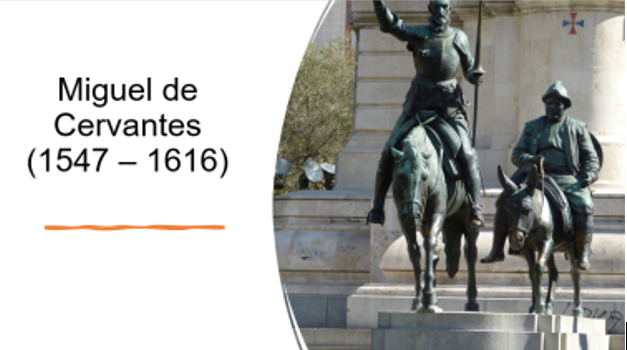 Miguel de
Cervantes
(1547 – 1616)